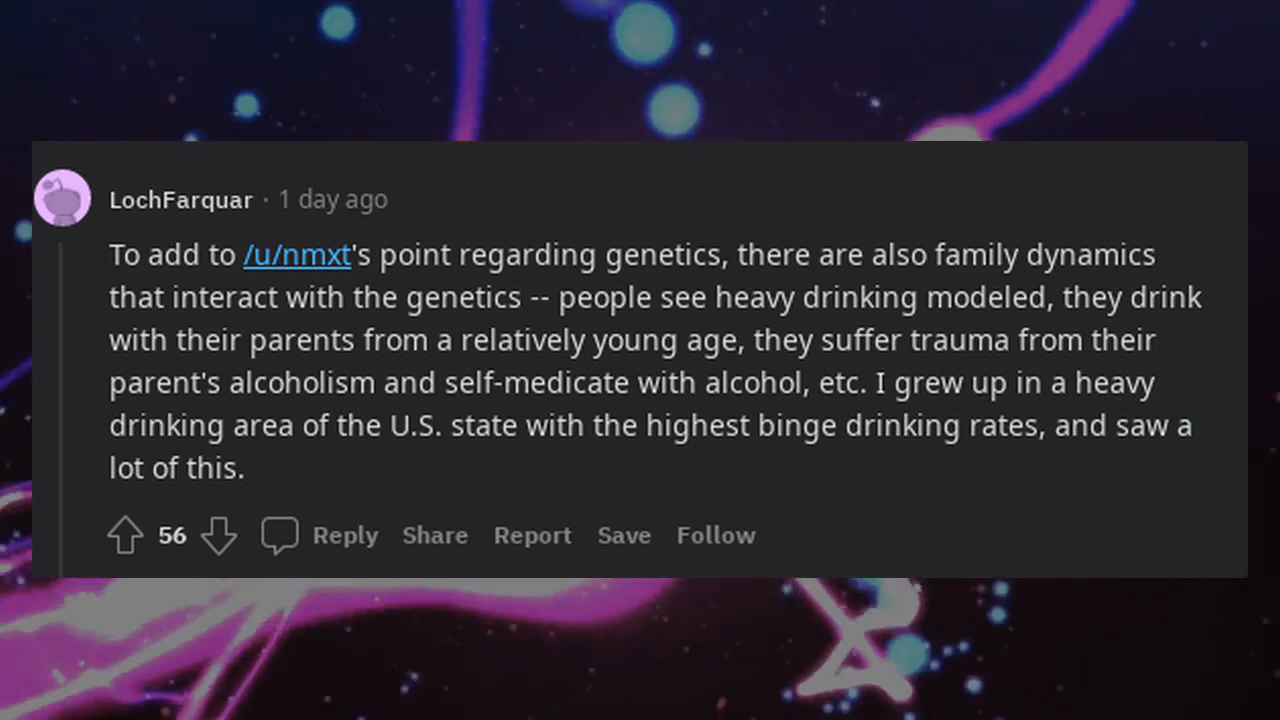 LochFarquar · 1 day ago
To add to /u/nmxt's point regarding genetics, there are also family dynamics
that interact with the genetics -- people see heavy drinking modeled, they drink
with their parents from a relatively young age, they suffer trauma from their
parent's alcoholism and self-medicate with alcohol, etc. I grew up in a heavy
drinking area of the U.S. state with the highest binge drinking rates, and saw a
lot of this.
56 Reply Share Report Save Follow